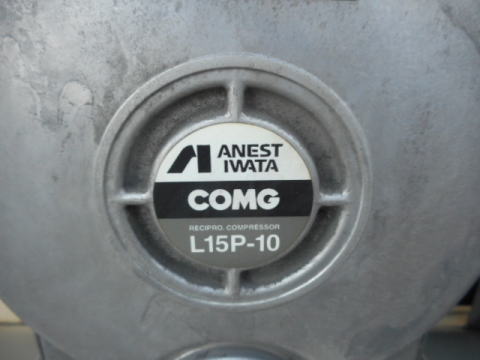 ANEST
IWATA
COMG
RECIPRO. COMPRESSOR
L15P-10